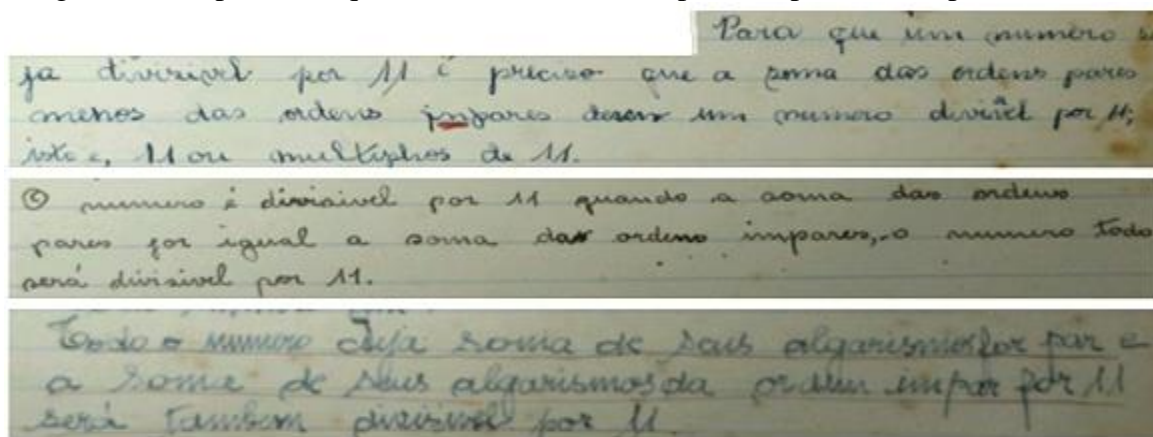 Para que um numero se
ja divisivel por 11 é preciso que a soma das ordens pares
menos das ordens impares deem um numero divisivel por 11;
isto e, 11 ou multiplos de 11.
O numero é divisivel por 11 quando a soma das ordens
pares for igual a soma das ordens impares, o numero todo
será divisivel por 11.
Todo o numero cuja soma de seus algarismos for par e
a soma de seus algarismos da ordem impar for 11
será tambem divisivel por 11.